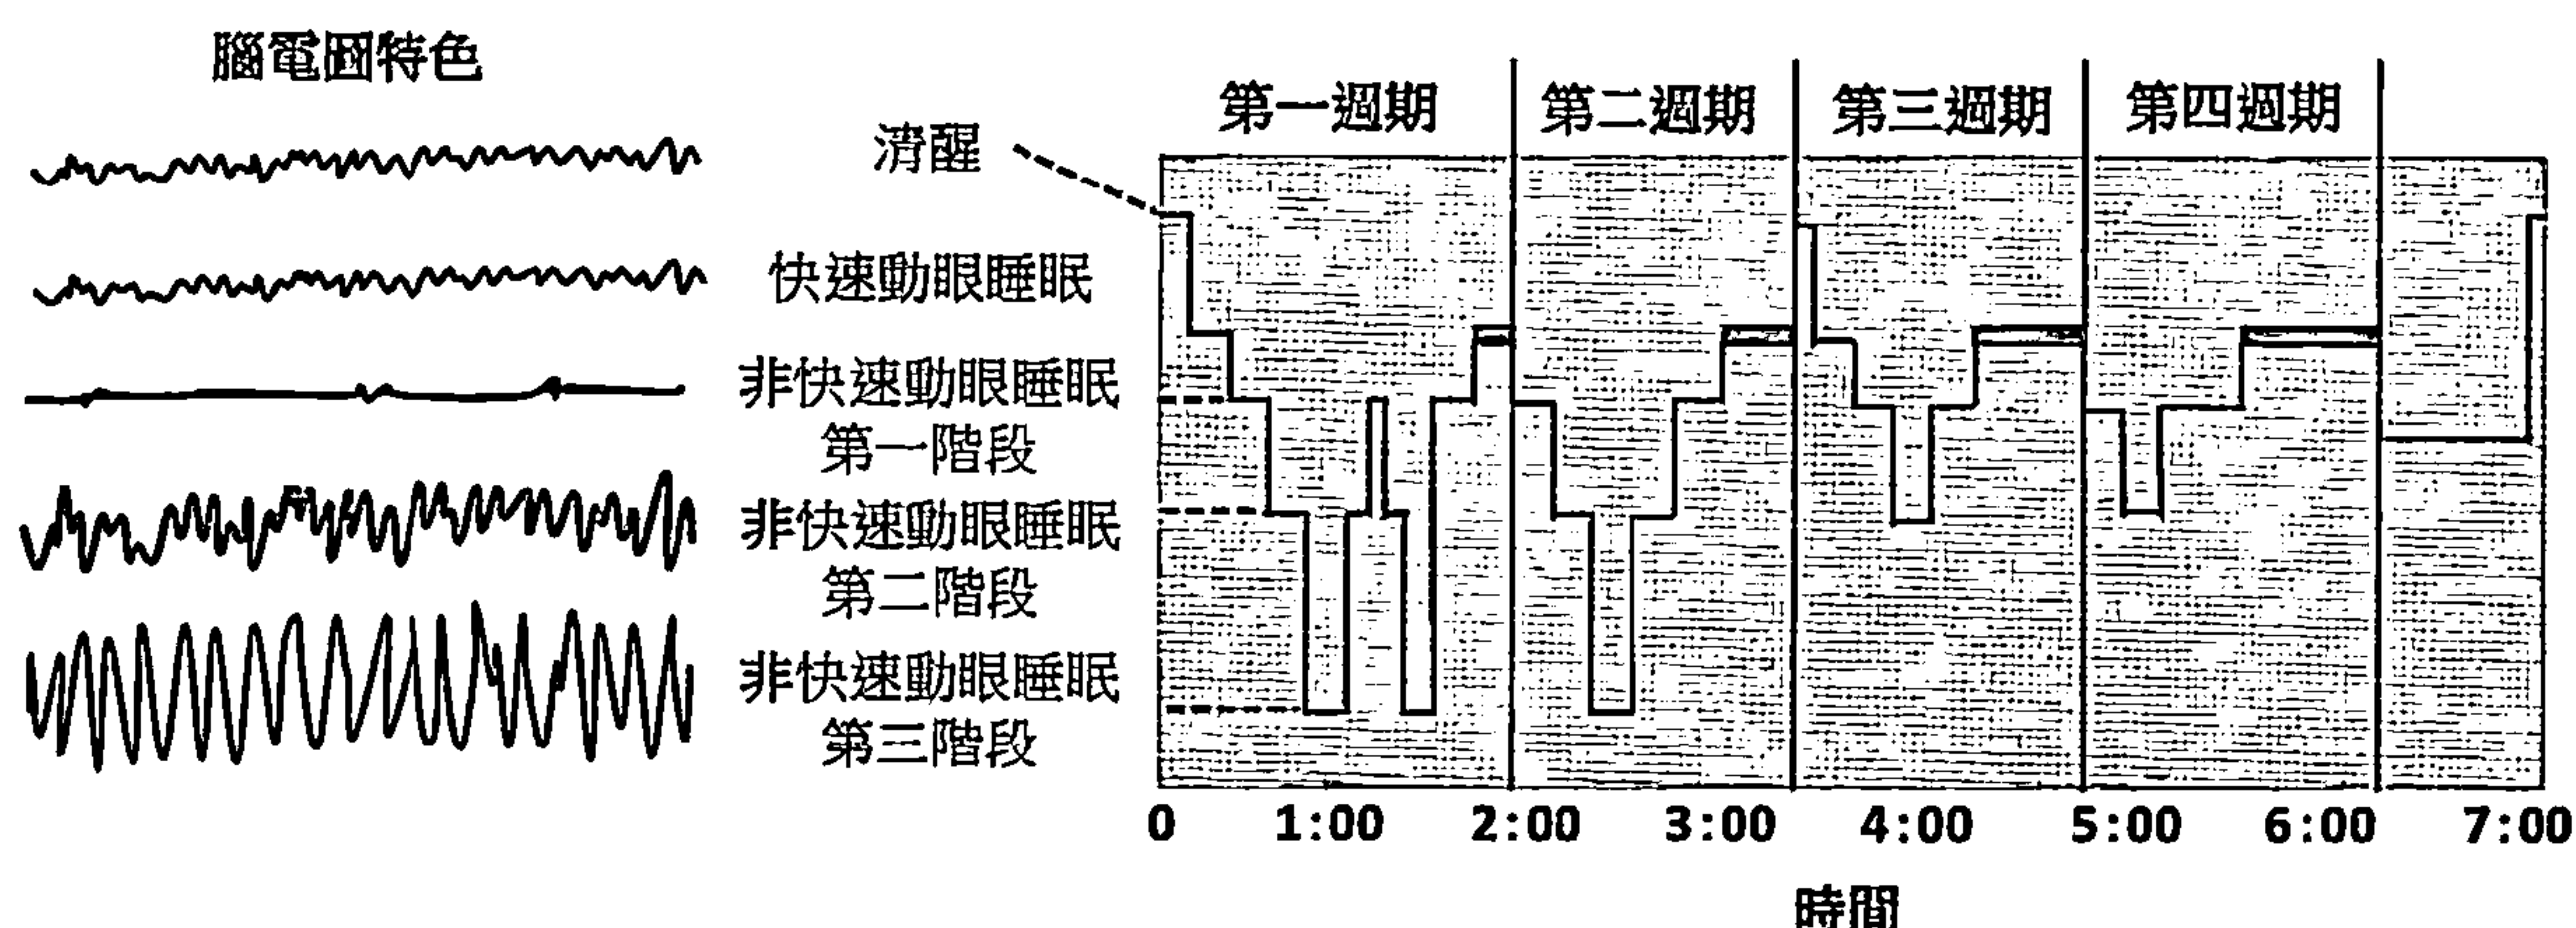 腦電圖特色
清醒
快速動眼睡眠
非快速動眼睡眠
第一階段
非快速動眼睡眠
第二階段
非快速動眼睡眠
第三階段
第一週期 第二週期 第三週期 第四週期
0 1:00 2:00 3:00 4:00 5:00 6:00 7:00
時間